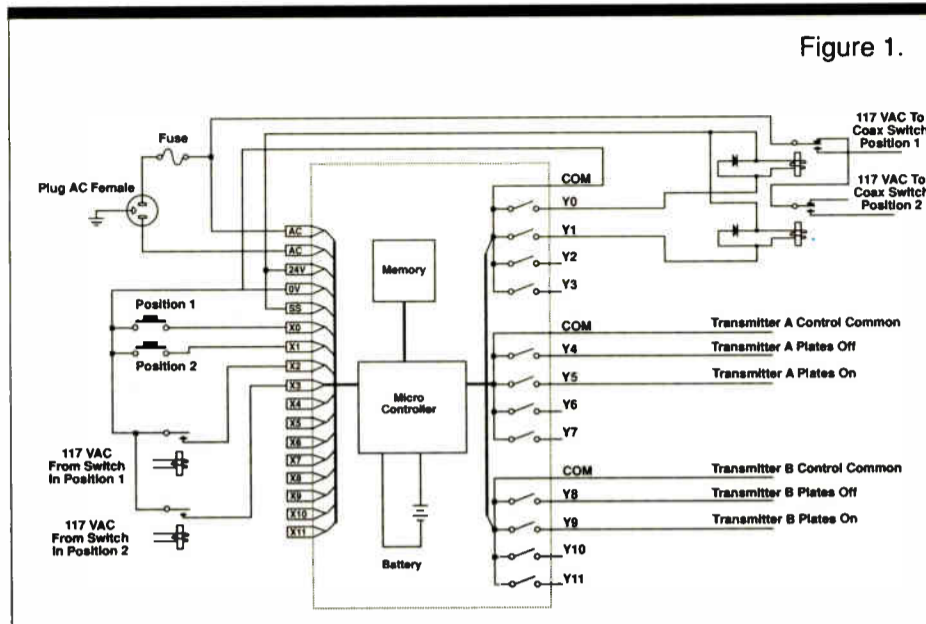 Figure 1.
Fuse
Plug AC Female
117 VAC To
Coax Switch
Position 1
117 VAC To
Coax Switch
Position 2
COM
Y0
Y1
Y2
Y3
AC
AC
24V
0V
SS
X0
X1
X2
X3
X4
X5
X6
X7
X8
X9
X10
X11
Position 1
Position 2
117 VAC
From Switch
In Position 1
117 VAC
From Switch
In Position 2
Memory
Micro
Controller
Battery
COM
Transmitter A Control Common
Y4
Transmitter A Plates Off
Y5
Transmitter A Plates On
Y6
Y7
COM
Transmitter B Control Common
Y8
Transmitter B Plates Off
Y9
Transmitter B Plates On
Y10
Y11